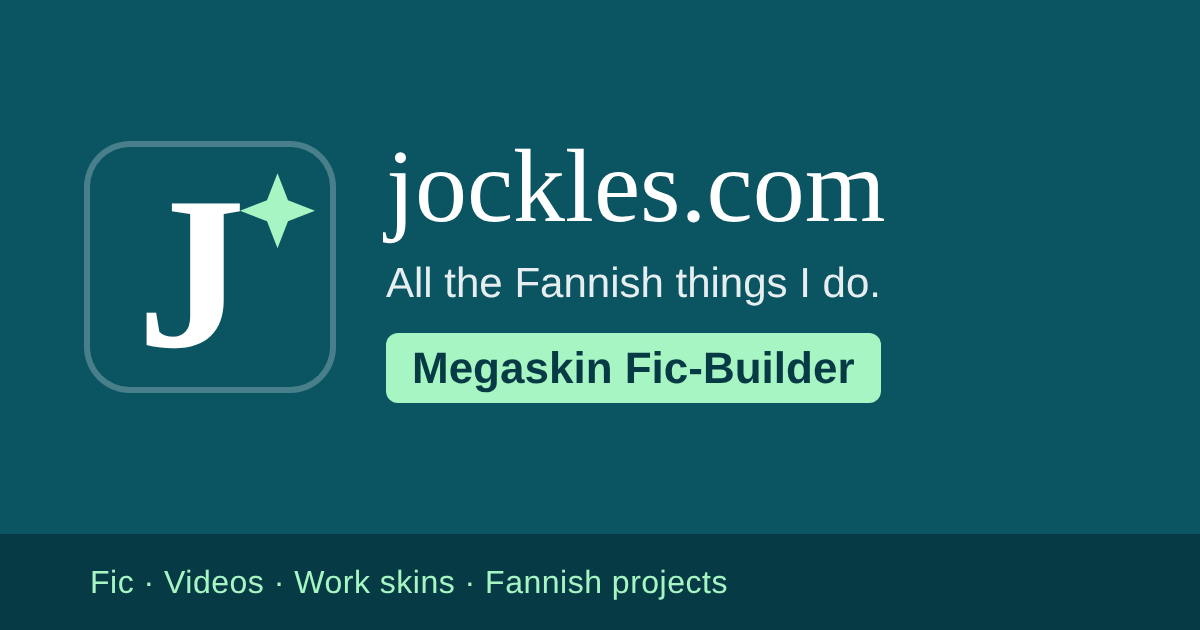 J
jockles.com
All the Fannish things I do.
Megaskin Fic-Builder
Fic · Videos · Work skins · Fannish projects